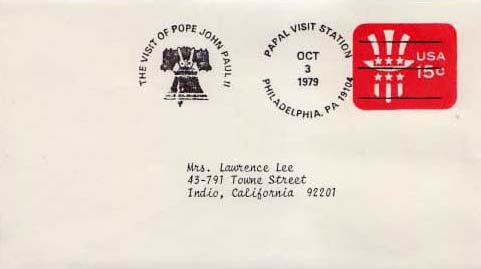 THE VISIT OF POPE JOHN PAUL II
PAPAL VISIT STATION
OCT
3
1979
PHILADELPHIA, PA 19104
USA
15c
Mrs. Lawrence Lee
43-791 Towne Street
Indio, California 92201